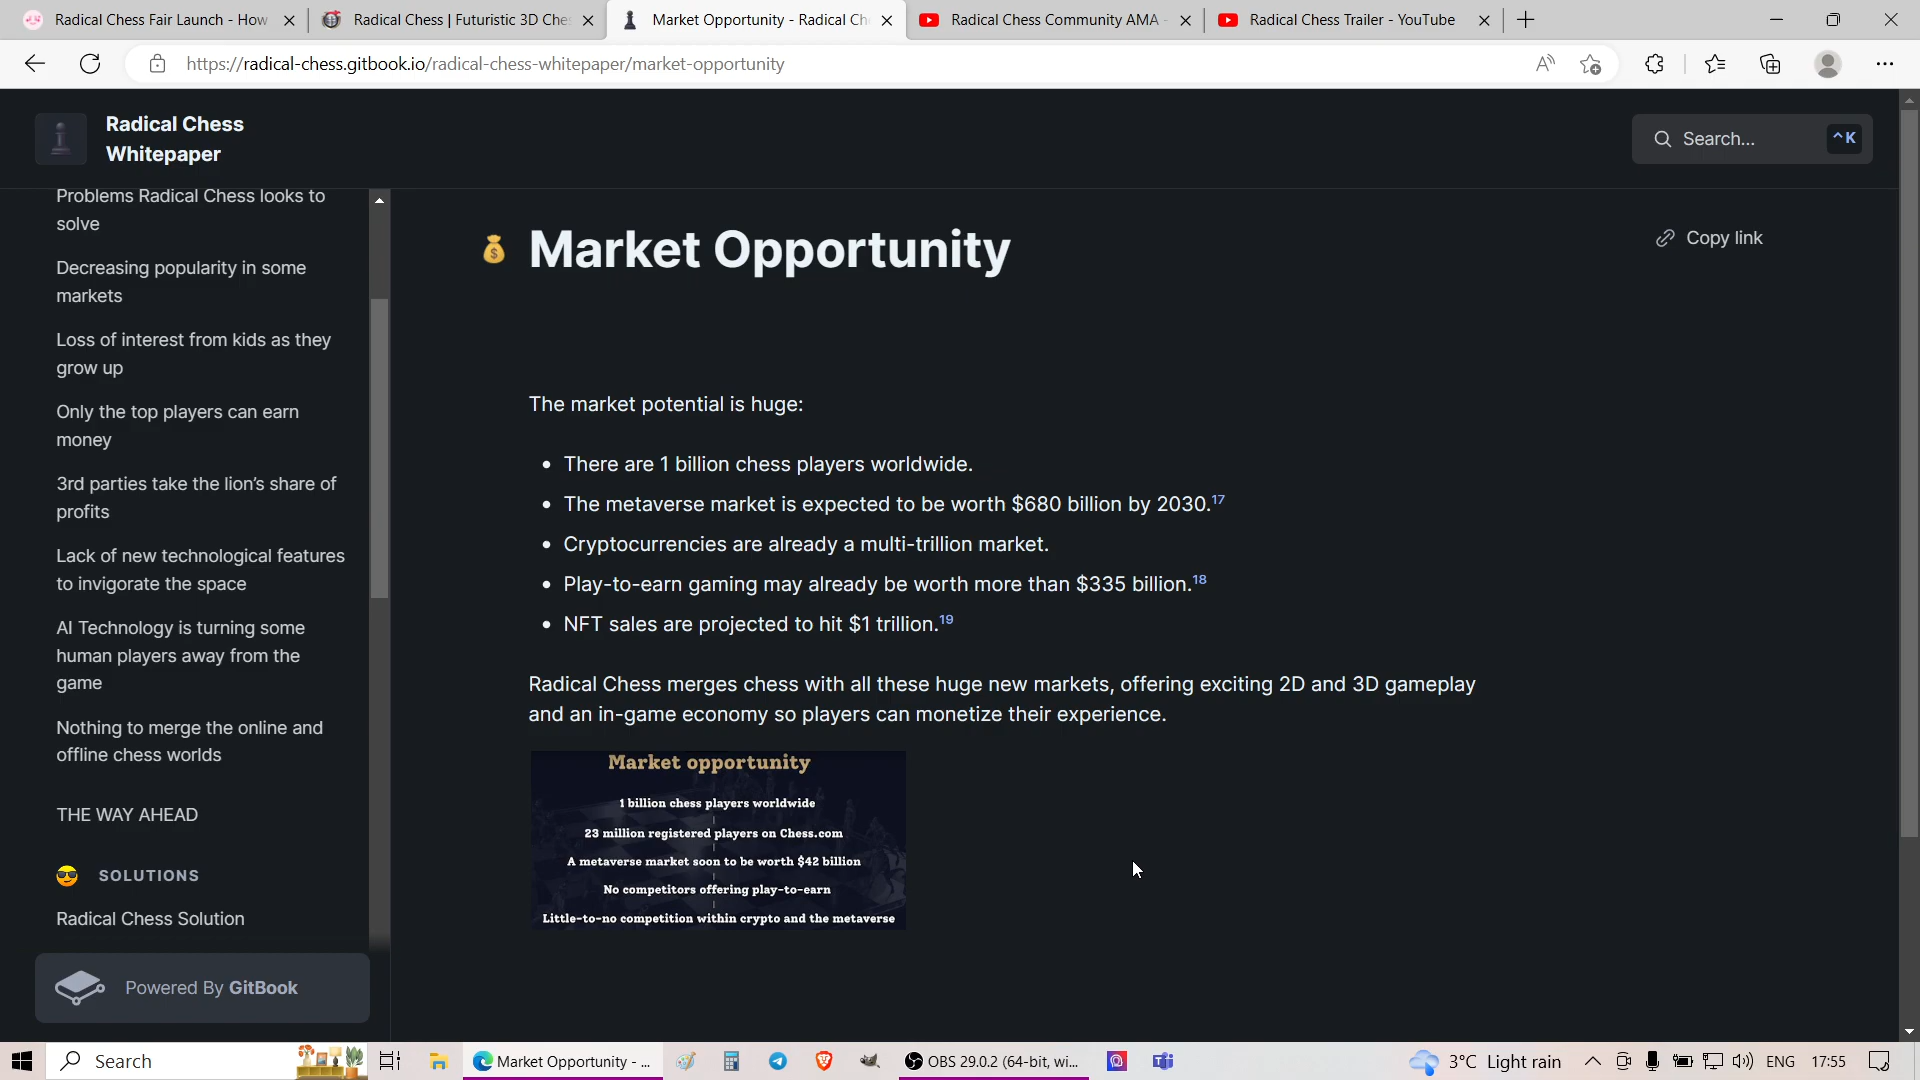 Radical Chess Fair Launch - How
Radical Chess | Futuristic 3D Che
Market Opportunity - Radical Ch
Radical Chess Community AMA -
Radical Chess Trailer - YouTube
https://radical-chess.gitbook.io/radical-chess-whitepaper/market-opportunity
Radical Chess
Whitepaper
Search...
^K
Problems Radical Chess looks to
solve
Decreasing popularity in some
markets
Loss of interest from kids as they
grow up
Only the top players can earn
money
3rd parties take the lion's share of
profits
Lack of new technological features
to invigorate the space
AI Technology is turning some
human players away from the
game
Nothing to merge the online and
offline chess worlds
THE WAY AHEAD
SOLUTIONS
Radical Chess Solution
Powered By GitBook
Market Opportunity
Copy link
The market potential is huge:
• There are 1 billion chess players worldwide.
• The metaverse market is expected to be worth $680 billion by 2030.17
• Cryptocurrencies are already a multi-trillion market.
• Play-to-earn gaming may already be worth more than $335 billion.18
• NFT sales are projected to hit $1 trillion.19
Radical Chess merges chess with all these huge new markets, offering exciting 2D and 3D gameplay
and an in-game economy so players can monetize their experience.
Market opportunity
1 billion chess players worldwide
23 million registered players on Chess.com
A metaverse market soon to be worth $42 billion
No competitors offering play-to-earn
Little-to-no competition within crypto and the metaverse
Search
Market Opportunity - ...
OBS 29.0.2 (64-bit, wi...
3°C Light rain
ENG
17:55